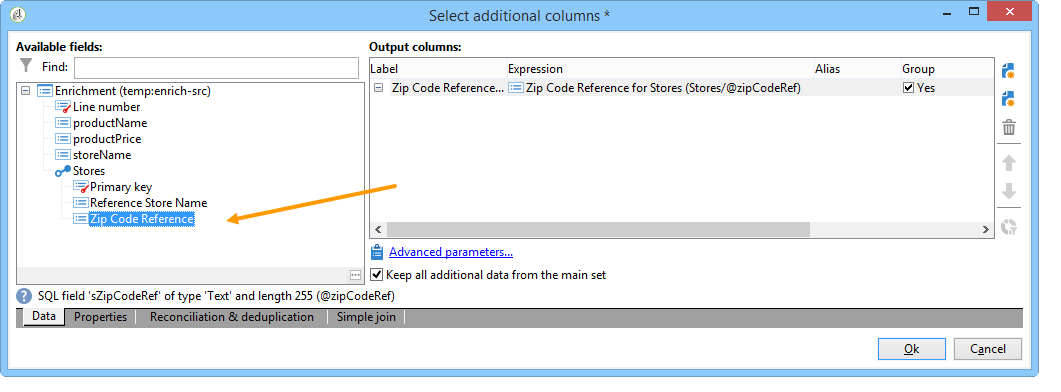 Select additional columns *
Available fields:
Find:
Enrichment (temp:enrich-src)
Line number
productName
productPrice
storeName
Stores
Primary key
Reference Store Name
Zip Code Reference
Output columns:
Label Expression Alias Group
Zip Code Reference... Zip Code Reference for Stores (Stores/@zipCodeRef) Yes
Advanced parameters...
Keep all additional data from the main set
SQL field 'sZipCodeRef' of type 'Text' and length 255 (@zipCodeRef)
Data Properties Reconciliation & deduplication Simple join
Ok Cancel